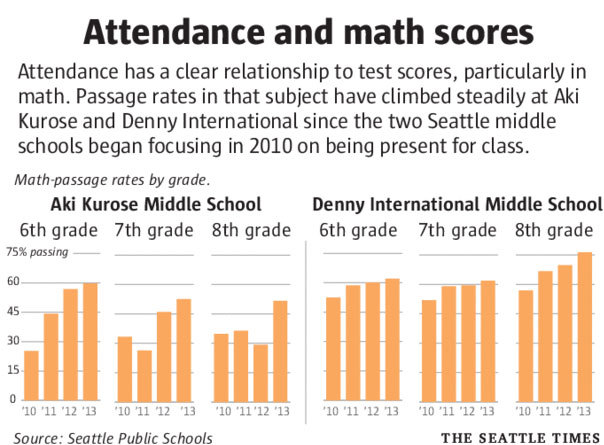 Attendance and math scores
Attendance has a clear relationship to test scores, particularly in
math. Passage rates in that subject have climbed steadily at Aki
Kurose and Denny International since the two Seattle middle
schools began focusing in 2010 on being present for class.
Math-passage rates by grade.
Aki Kurose Middle School
6th grade 7th grade 8th grade
75% passing
60
45
30
15
0
'10 '11 '12 '13 '10 '11 '12 '13 '10 '11 '12 '13
Denny International Middle School
6th grade 7th grade 8th grade
'10 '11 '12 '13 '10 '11 '12 '13 '10 '11 '12 '13
Source: Seattle Public Schools
THE SEATTLE TIMES